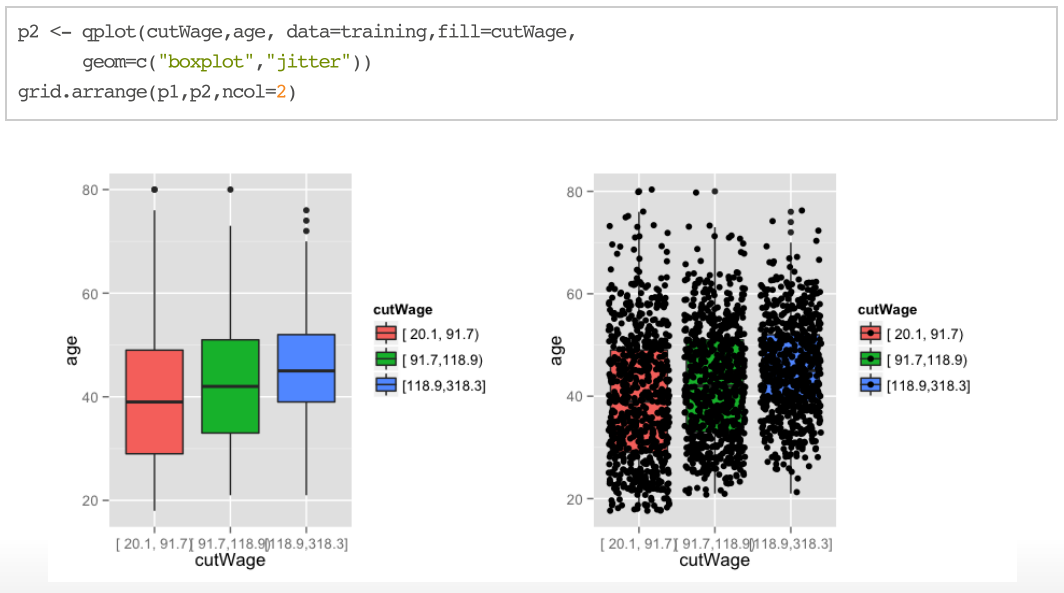 p2 <- qplot(cutWage,age, data=training,fill=cutWage,
geom=c("boxplot","jitter"))
grid.arrange(p1,p2,ncol=2)
80
60
40
20
age
[ 20.1, 91.7)[ 91.7,118.9)[118.9,318.3]
cutWage
cutWage
[ 20.1, 91.7)
[ 91.7,118.9)
[118.9,318.3]
80
60
40
20
age
[ 20.1, 91.7)[ 91.7,118.9)[118.9,318.3]
cutWage
cutWage
[ 20.1, 91.7)
[ 91.7,118.9)
[118.9,318.3]